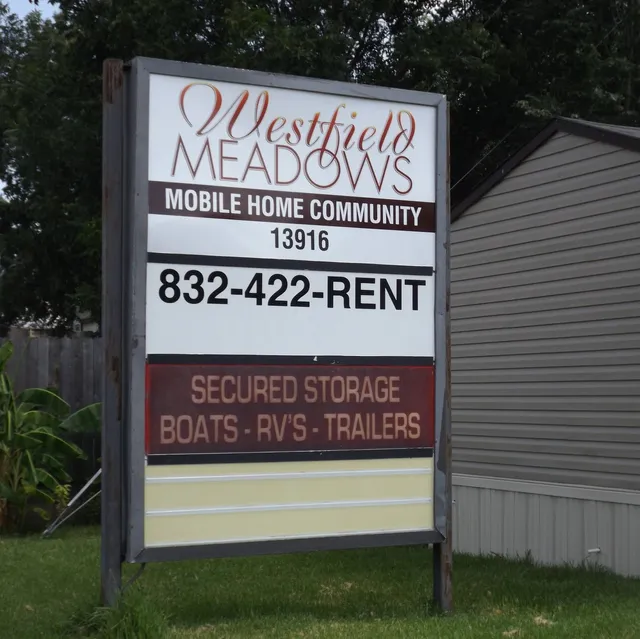 Westfield
MEADOWS
MOBILE HOME COMMUNITY
13916
832-422-RENT
SECURED STORAGE
BOATS - RV'S - TRAILERS